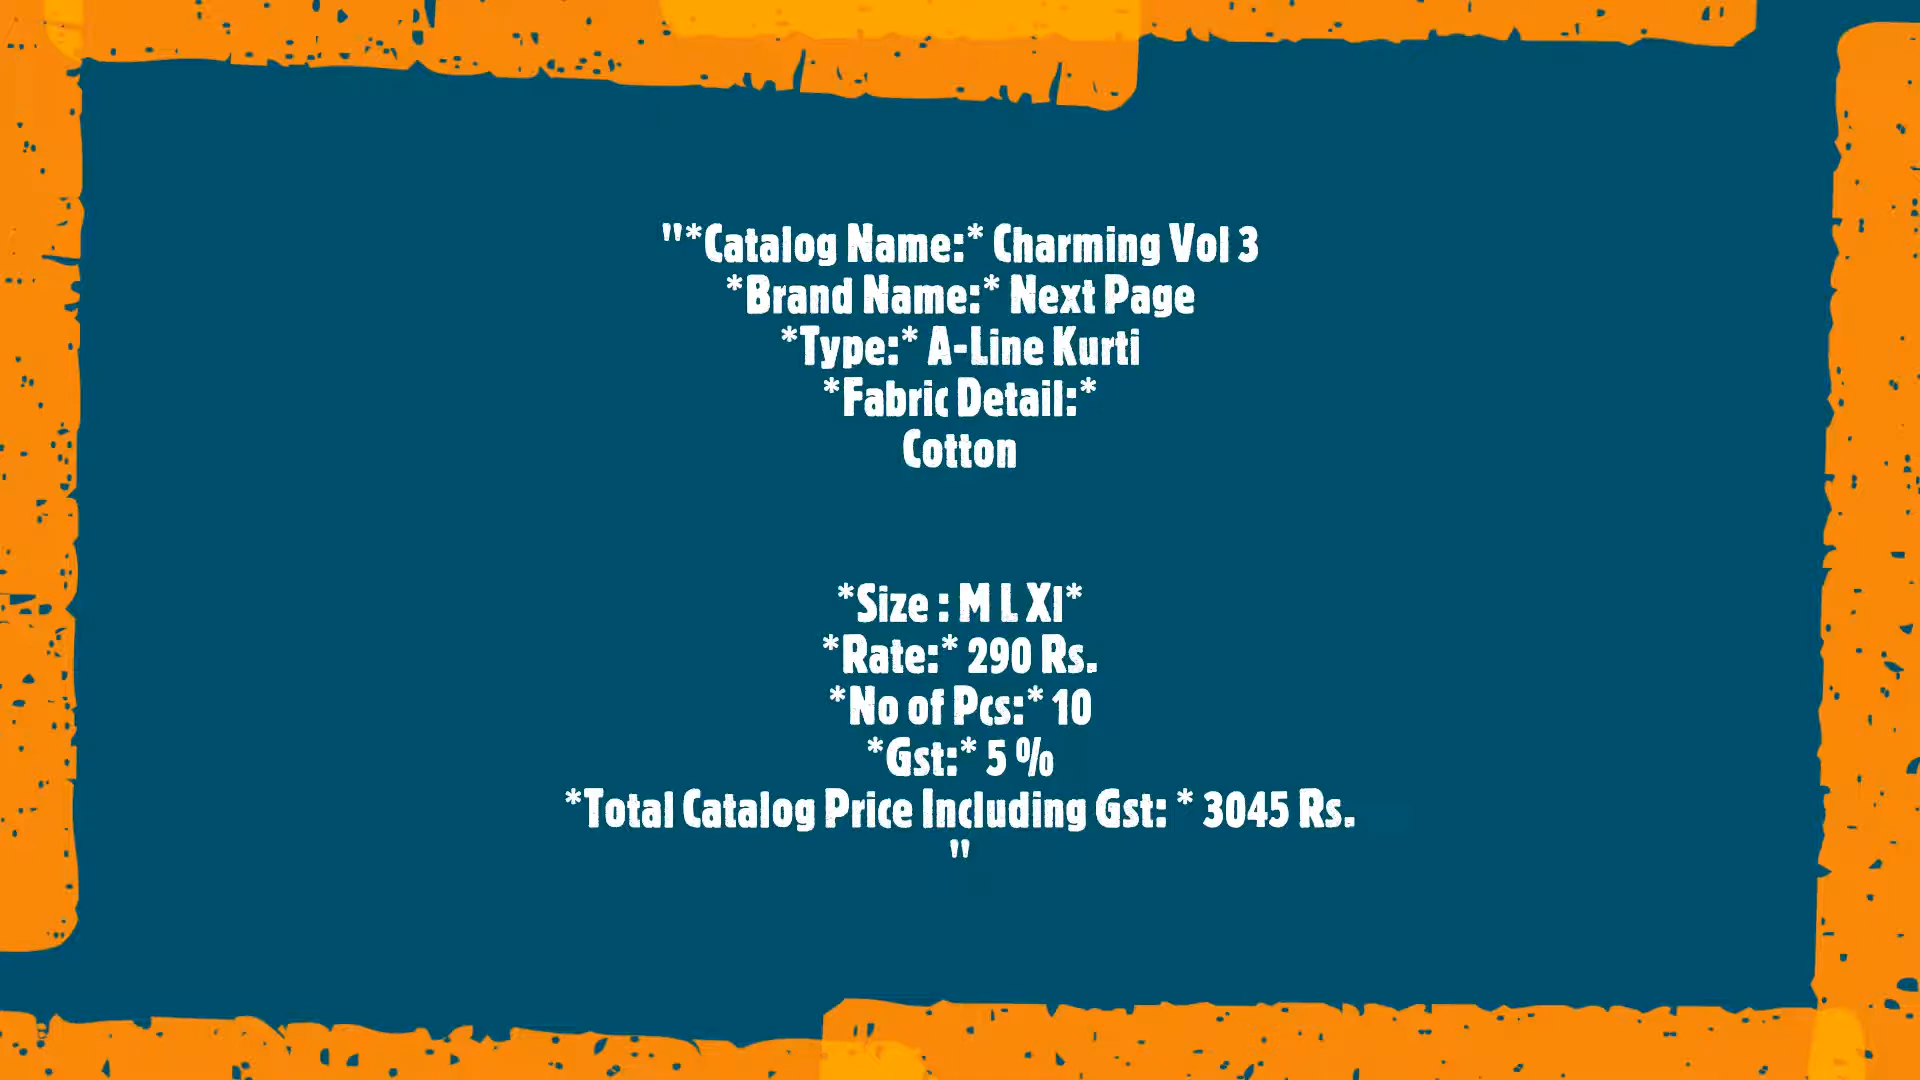 "*Catalog Name:* Charming Vol 3
*Brand Name:* Next Page
*Type:* A-Line Kurti
*Fabric Detail:*
Cotton
*Size : M L Xl*
*Rate:* 290 Rs.
*No of Pcs:* 10
*Gst:* 5 %
*Total Catalog Price Including Gst: * 3045 Rs.
"